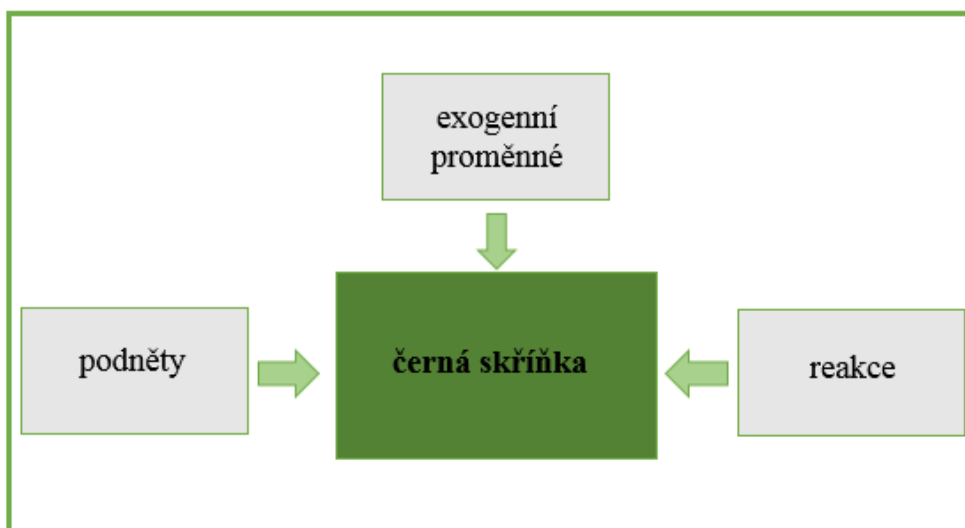 exogenní
proměnné
podněty
černá skříňka
reakce